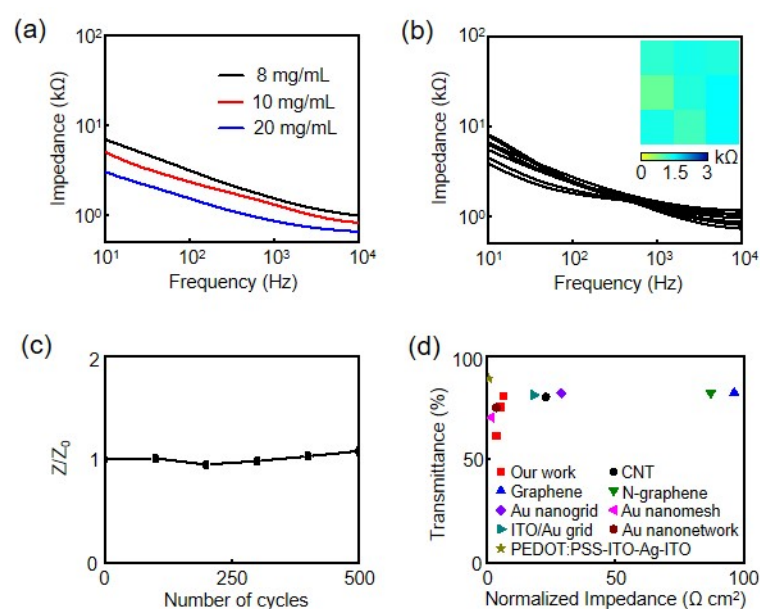 (a)
10²
10¹
10⁰
Impedance (kΩ)
8 mg/mL
10 mg/mL
20 mg/mL
10¹ 10² 10³ 10⁴
Frequency (Hz)
(b)
10²
10¹
10⁰
Impedance (kΩ)
kΩ
0 1.5 3
10¹ 10² 10³ 10⁴
Frequency (Hz)
(c)
2
1
0
Z/Z₀
0 250 500
Number of cycles
(d)
100
50
0
Transmittance (%)
Our work CNT
Graphene N-graphene
Au nanogrid Au nanomesh
ITO/Au grid Au nanonetwork
PEDOT:PSS-ITO-Ag-ITO
0 50 100
Normalized Impedance (Ω cm²)